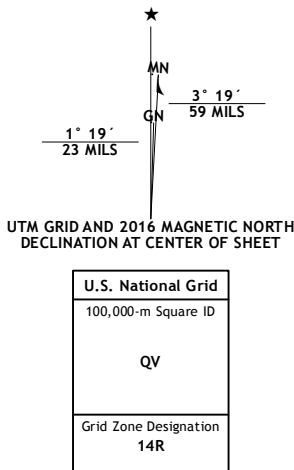 MN
GN
3° 19´
59 MILS
1° 19´
23 MILS
UTM GRID AND 2016 MAGNETIC NORTH
DECLINATION AT CENTER OF SHEET
U.S. National Grid
100,000-m Square ID
QV
Grid Zone Designation
14R